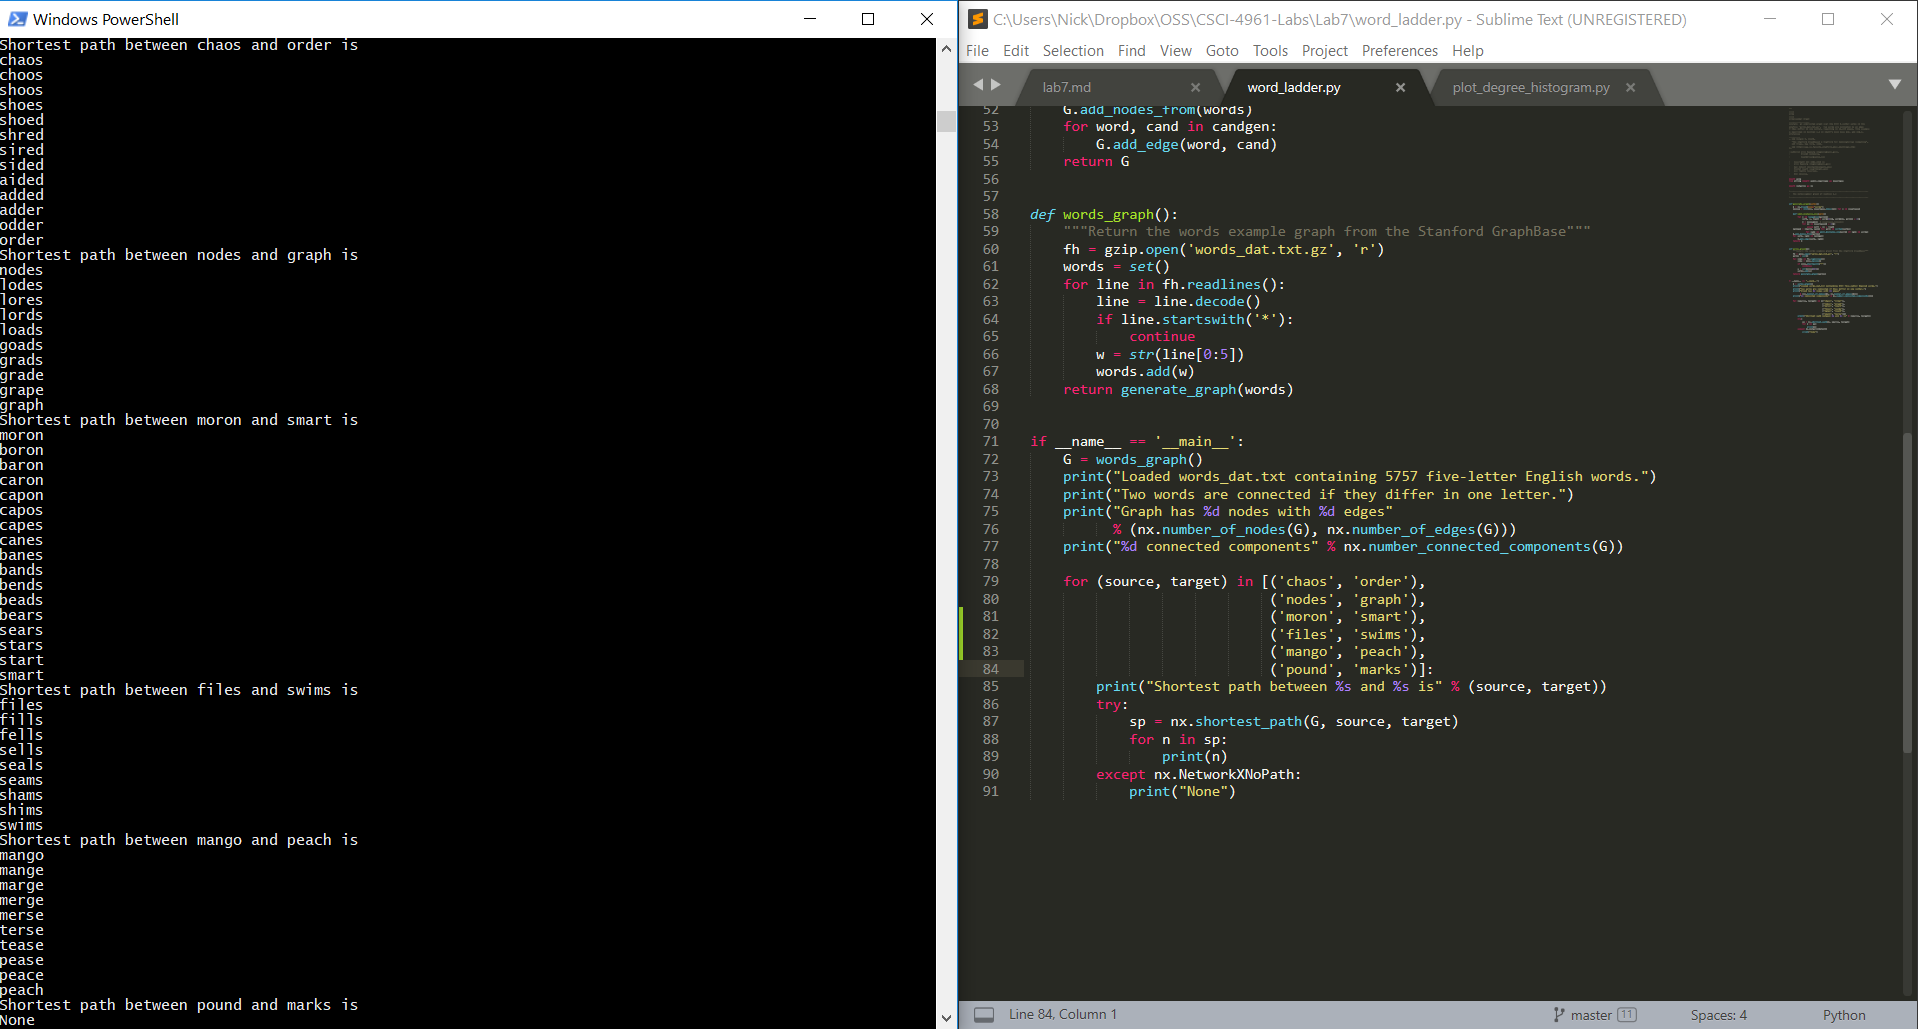 Windows PowerShell
Shortest path between chaos and order is
chaos
choos
shoos
shoes
shoed
shred
sired
sided
aided
added
adder
odder
order
Shortest path between nodes and graph is
nodes
lodes
lores
lords
loads
goads
grads
grade
grape
graph
Shortest path between moron and smart is
moron
boron
baron
caron
capon
capos
capes
canes
banes
bands
bends
beads
bears
sears
stars
start
smart
Shortest path between files and swims is
files
fills
fells
sells
seals
seams
shams
shims
swims
Shortest path between mango and peach is
mango
mange
marge
merge
merse
terse
tease
pease
peace
peach
Shortest path between pound and marks is
None
C:\Users\Nick\Dropbox\OSS\CSCI-4961-Labs\Lab7\word_ladder.py - Sublime Text (UNREGISTERED)
File Edit Selection Find View Goto Tools Project Preferences Help
lab7.md word_ladder.py plot_degree_histogram.py
52 G.add_nodes_from(words)
53 for word, cand in candgen:
54 G.add_edge(word, cand)
55 return G
56
57
58 def words_graph():
59 """Return the words example graph from the Stanford GraphBase"""
60 fh = gzip.open('words_dat.txt.gz', 'r')
61 words = set()
62 for line in fh.readlines():
63 line = line.decode()
64 if line.startswith('*'):
65 continue
66 w = str(line[0:5])
67 words.add(w)
68 return generate_graph(words)
69
70
71 if __name__ == '__main__':
72 G = words_graph()
73 print("Loaded words_dat.txt containing 5757 five-letter English words.")
74 print("Two words are connected if they differ in one letter.")
75 print("Graph has %d nodes with %d edges"
76 % (nx.number_of_nodes(G), nx.number_of_edges(G)))
77 print("%d connected components" % nx.number_connected_components(G))
78
79 for (source, target) in [('chaos', 'order'),
80 ('nodes', 'graph'),
81 ('moron', 'smart'),
82 ('files', 'swims'),
83 ('mango', 'peach'),
84 ('pound', 'marks')]:
85 print("Shortest path between %s and %s is" % (source, target))
86 try:
87 sp = nx.shortest_path(G, source, target)
88 for n in sp:
89 print(n)
90 except nx.NetworkXNoPath:
91 print("None")
Line 84, Column 1 master 11 Spaces: 4 Python